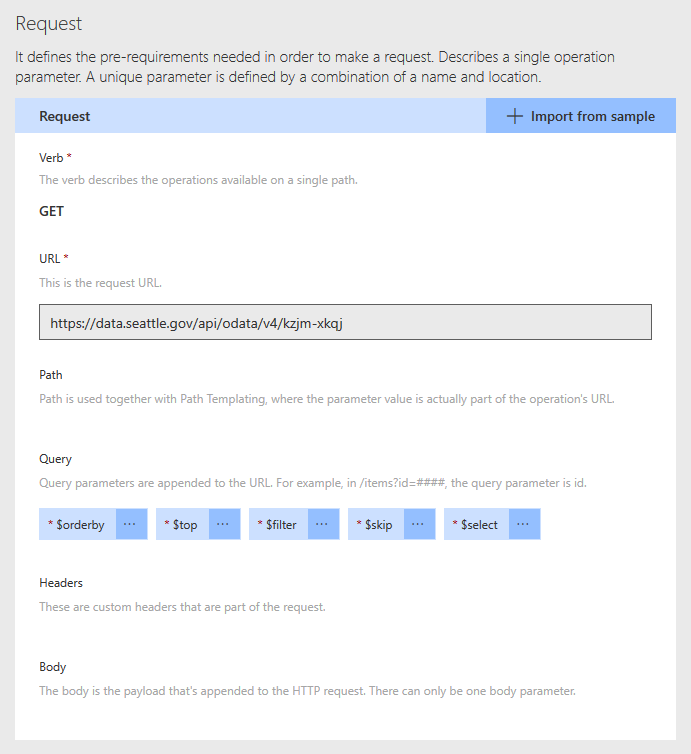 Request
It defines the pre-requirements needed in order to make a request. Describes a single operation
parameter. A unique parameter is defined by a combination of a name and location.
Request
+ Import from sample
Verb *
The verb describes the operations available on a single path.
GET
URL *
This is the request URL.
https://data.seattle.gov/api/odata/v4/kzjm-xkqj
Path
Path is used together with Path Templating, where the parameter value is actually part of the operation's URL.
Query
Query parameters are appended to the URL. For example, in /items?id=####, the query parameter is id.
* $orderby ··· * $top ··· * $filter ··· * $skip ··· * $select ···
Headers
These are custom headers that are part of the request.
Body
The body is the payload that's appended to the HTTP request. There can only be one body parameter.